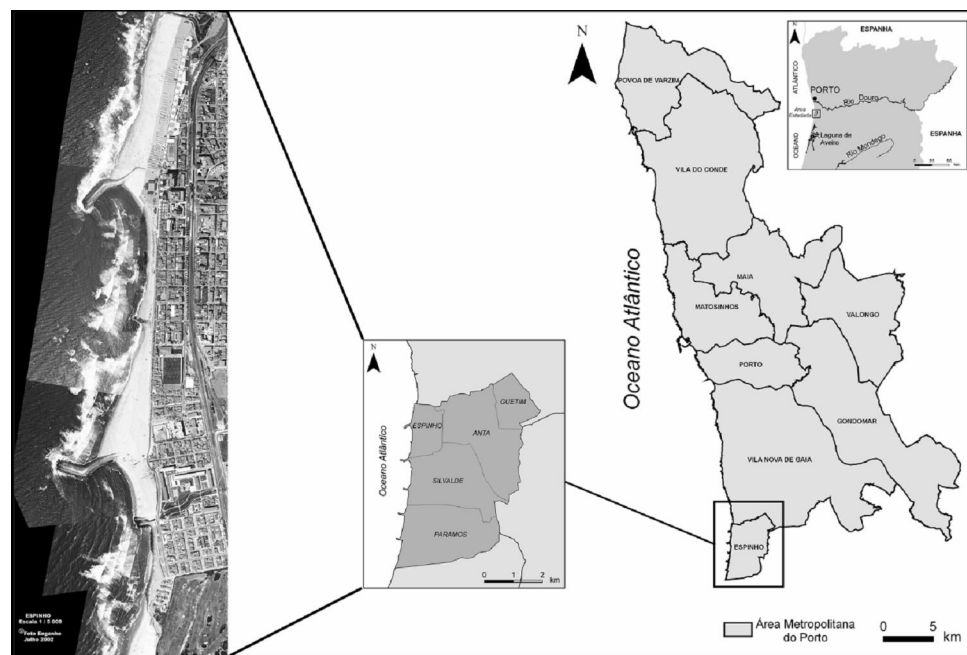 ESPINHO
Escala 1 / 5 000
Foto Engenho
Julho 2002
N
Oceano Atlântico
ESPINHO
ANTA
GUETIM
SILVALDE
PARAMOS
0 1 2
km
N
Oceano Atlântico
POVOA DE VARZIM
VILA DO CONDE
MAIA
MATOSINHOS
VALONGO
PORTO
GONDOMAR
VILA NOVA DE GAIA
ESPINHO
Área Metropolitana
do Porto
0 5
km
N
ESPANHA
ATLÂNTICO
PORTO
Rio Douro
Área
Estudada
OCEANO
Laguna de
Aveiro
Rio Mondego
ESPANHA
km